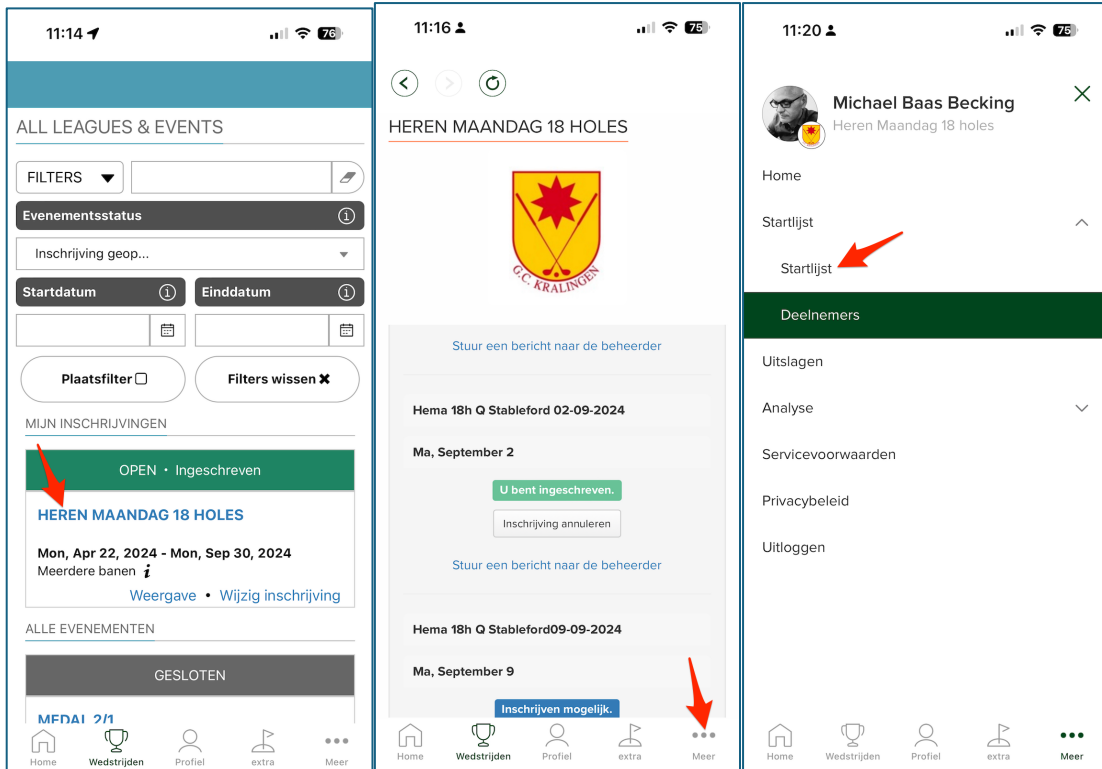 11:14
76
ALL LEAGUES & EVENTS
FILTERS
Evenementsstatus
Inschrijving geop...
Startdatum
Einddatum
Plaatsfilter
Filters wissen
MIJN INSCHRIJVINGEN
OPEN • Ingeschreven
HEREN MAANDAG 18 HOLES
Mon, Apr 22, 2024 - Mon, Sep 30, 2024
Meerdere banen i
Weergave • Wijzig inschrijving
ALLE EVENEMENTEN
GESLOTEN
MEDAL 2/1
Home Wedstrijden Profiel extra Meer
11:16
75
HEREN MAANDAG 18 HOLES
G.C. KRALINGEN
Stuur een bericht naar de beheerder
Hema 18h Q Stableford 02-09-2024
Ma, September 2
U bent ingeschreven.
Inschrijving annuleren
Stuur een bericht naar de beheerder
Hema 18h Q Stableford09-09-2024
Ma, September 9
Inschrijven mogelijk.
Home Wedstrijden Profiel extra Meer
11:20
75
Michael Baas Becking
Heren Maandag 18 holes
Home
Startlijst
Startlijst
Deelnemers
Uitslagen
Analyse
Servicevoorwaarden
Privacybeleid
Uitloggen
Home Wedstrijden Profiel extra Meer